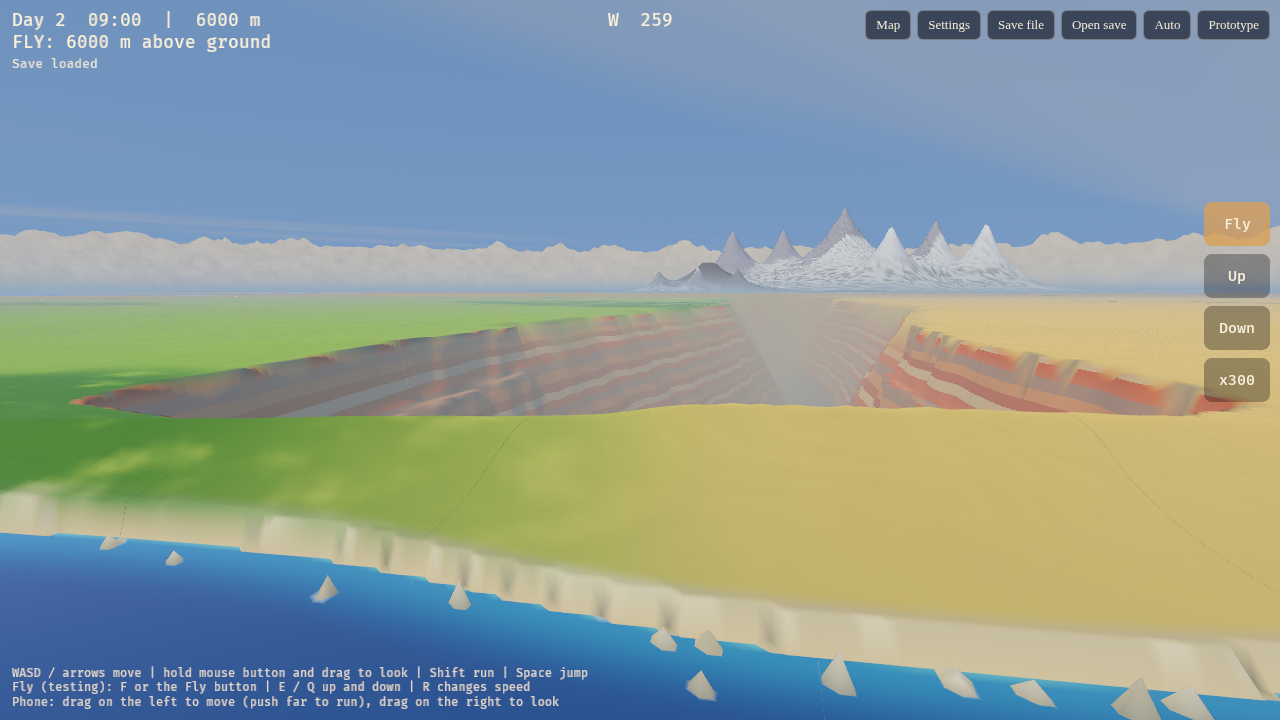 Day 2  09:00  |  6000 m
FLY: 6000 m above ground
Save loaded
W  259
Map
Settings
Save file
Open save
Auto
Prototype
Fly
Up
Down
x300
WASD / arrows move | hold mouse button and drag to look | Shift run | Space jump
Fly (testing): F or the Fly button | E / Q up and down | R changes speed
Phone: drag on the left to move (push far to run), drag on the right to look